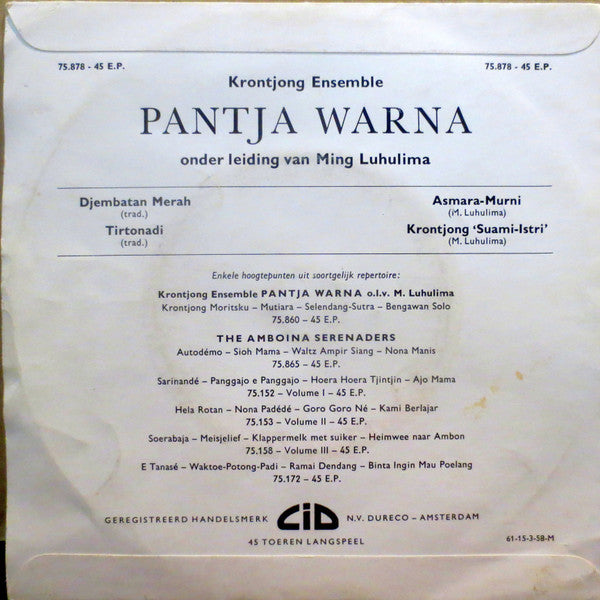 75.878 - 45 E.P. 75.878 - 45 E.P.
Krontjong Ensemble
PANTJA WARNA
onder leiding van Ming Luhulima
Djembatan Merah
(trad.)
Tirtonadi
(trad.)
Asmara-Murni
(M. Luhulima)
Krontjong ‘Suami-Istri’
(M. Luhulima)
Enkele hoogtepunten uit soortgelijk repertoire:
Krontjong Ensemble PANTJA WARNA o.l.v. M. Luhulima
Krontjong Moritsku – Mutiara – Selendang-Sutra – Bengawan Solo
75.860 – 45 E.P.
THE AMBOINA SERENADERS
Autodémo – Sioh Mama – Waltz Ampir Siang – Nona Manis
75.865 – 45 E.P.
Sarinandé – Panggajo e Panggajo – Hoera Hoera Tjintjin – Ajo Mama
75.152 – Volume I – 45 E.P.
Hela Rotan – Nona Padédé – Goro Goro Né – Kami Berlajar
75.153 – Volume II – 45 E.P.
Soerabaja – Meisjelief – Klappermelk met suiker – Heimwee naar Ambon
75.158 – Volume III – 45 E.P.
E Tanasé – Waktoe-Potong-Padi – Ramai Dendang – Binta Ingin Mau Poelang
75.172 – 45 E.P.
GEREGISTREERD HANDELSMERK CID N.V. DURECO – AMSTERDAM
45 TOEREN LANGSPEEL
61-15-3-58-M